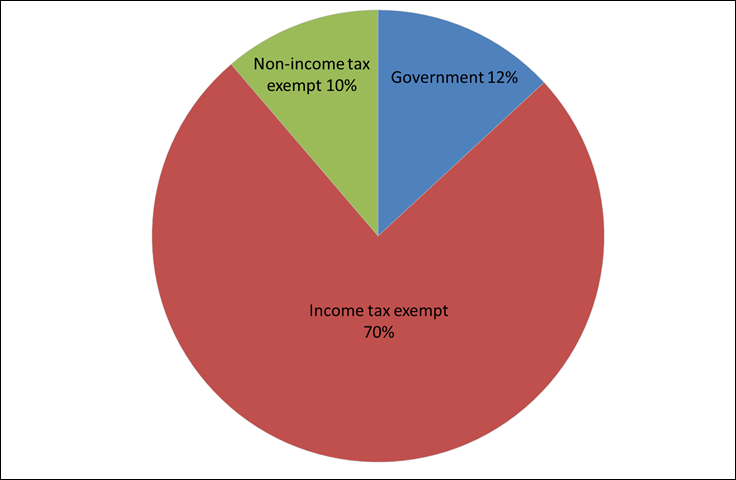 Non-income tax
exempt 10%
Government 12%
Income tax exempt
70%